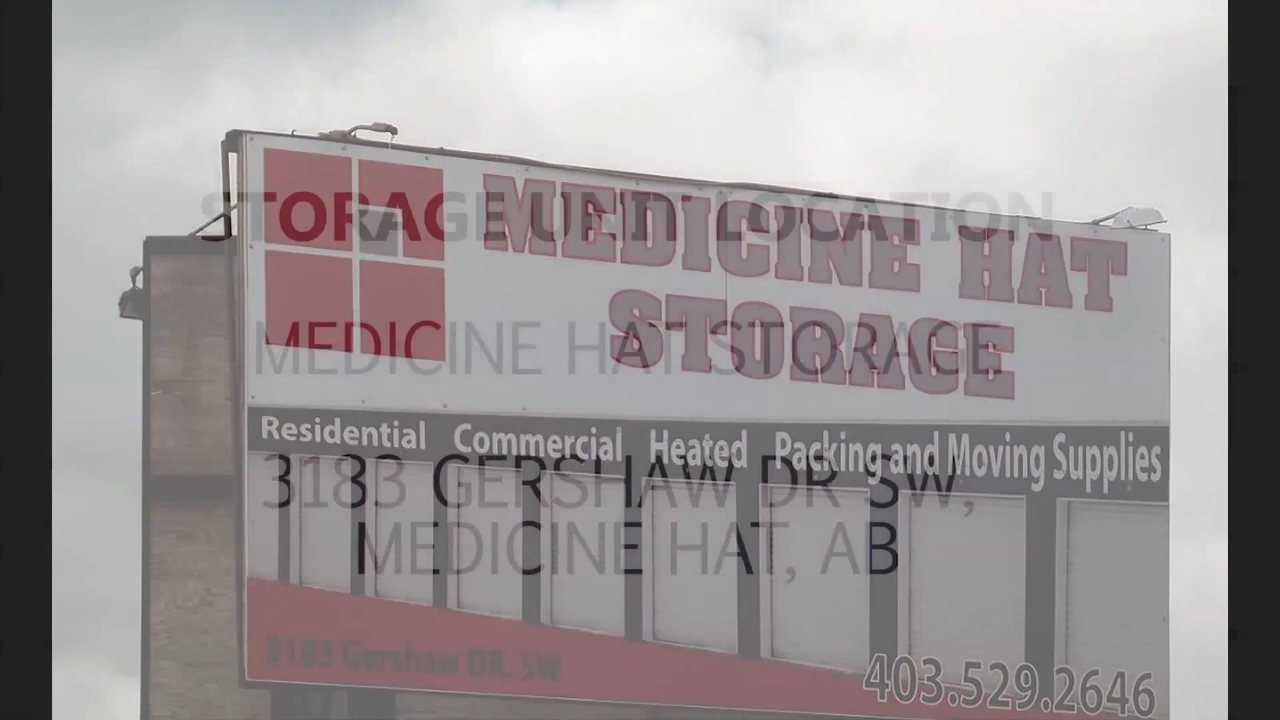 STORAGE UNIT LOCATION
MEDICINE HAT STORAGE
3183 GERSHAW DR SW,
MEDICINE HAT, AB
MEDICINE HAT
STORAGE
Residential Commercial Heated Packing and Moving Supplies
3183 Gershaw DR. SW
403.529.2646